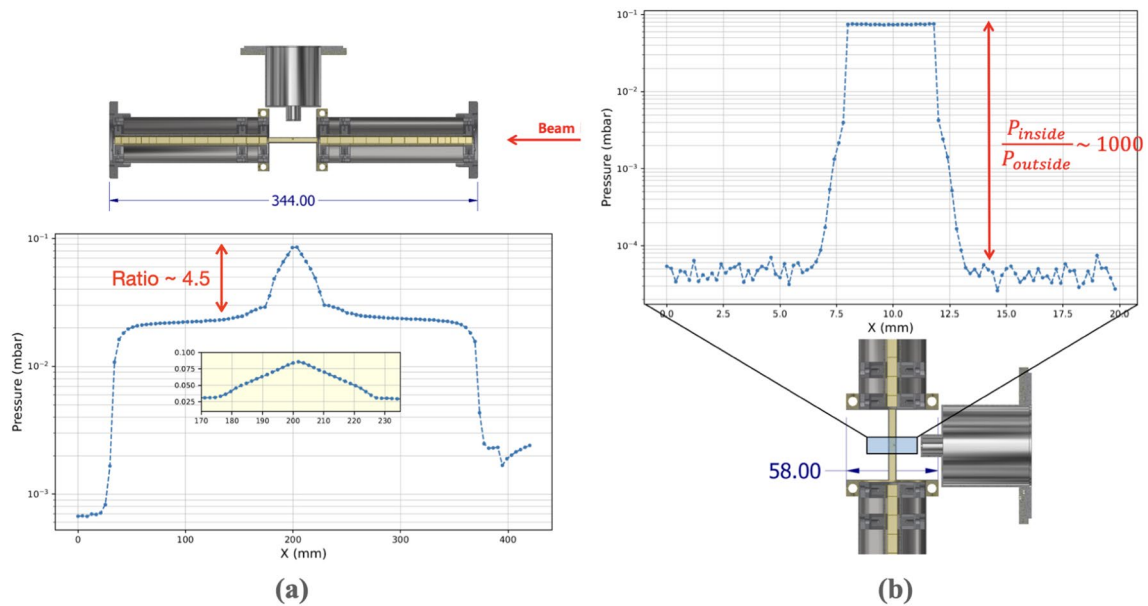 Beam
344.00
10⁻¹
10⁻²
10⁻³
Pressure (mbar)
Ratio ~ 4.5
0.100
0.075
0.050
0.025
170 180 190 200 210 220 230
0 100 200 300 400
X (mm)
(a)
10⁻¹
10⁻²
10⁻³
10⁻⁴
Pressure (mbar)
P_inside / P_outside ~ 1000
0.0 2.5 5.0 7.5 10.0 12.5 15.0 17.5 20.0
X (mm)
58.00
(b)